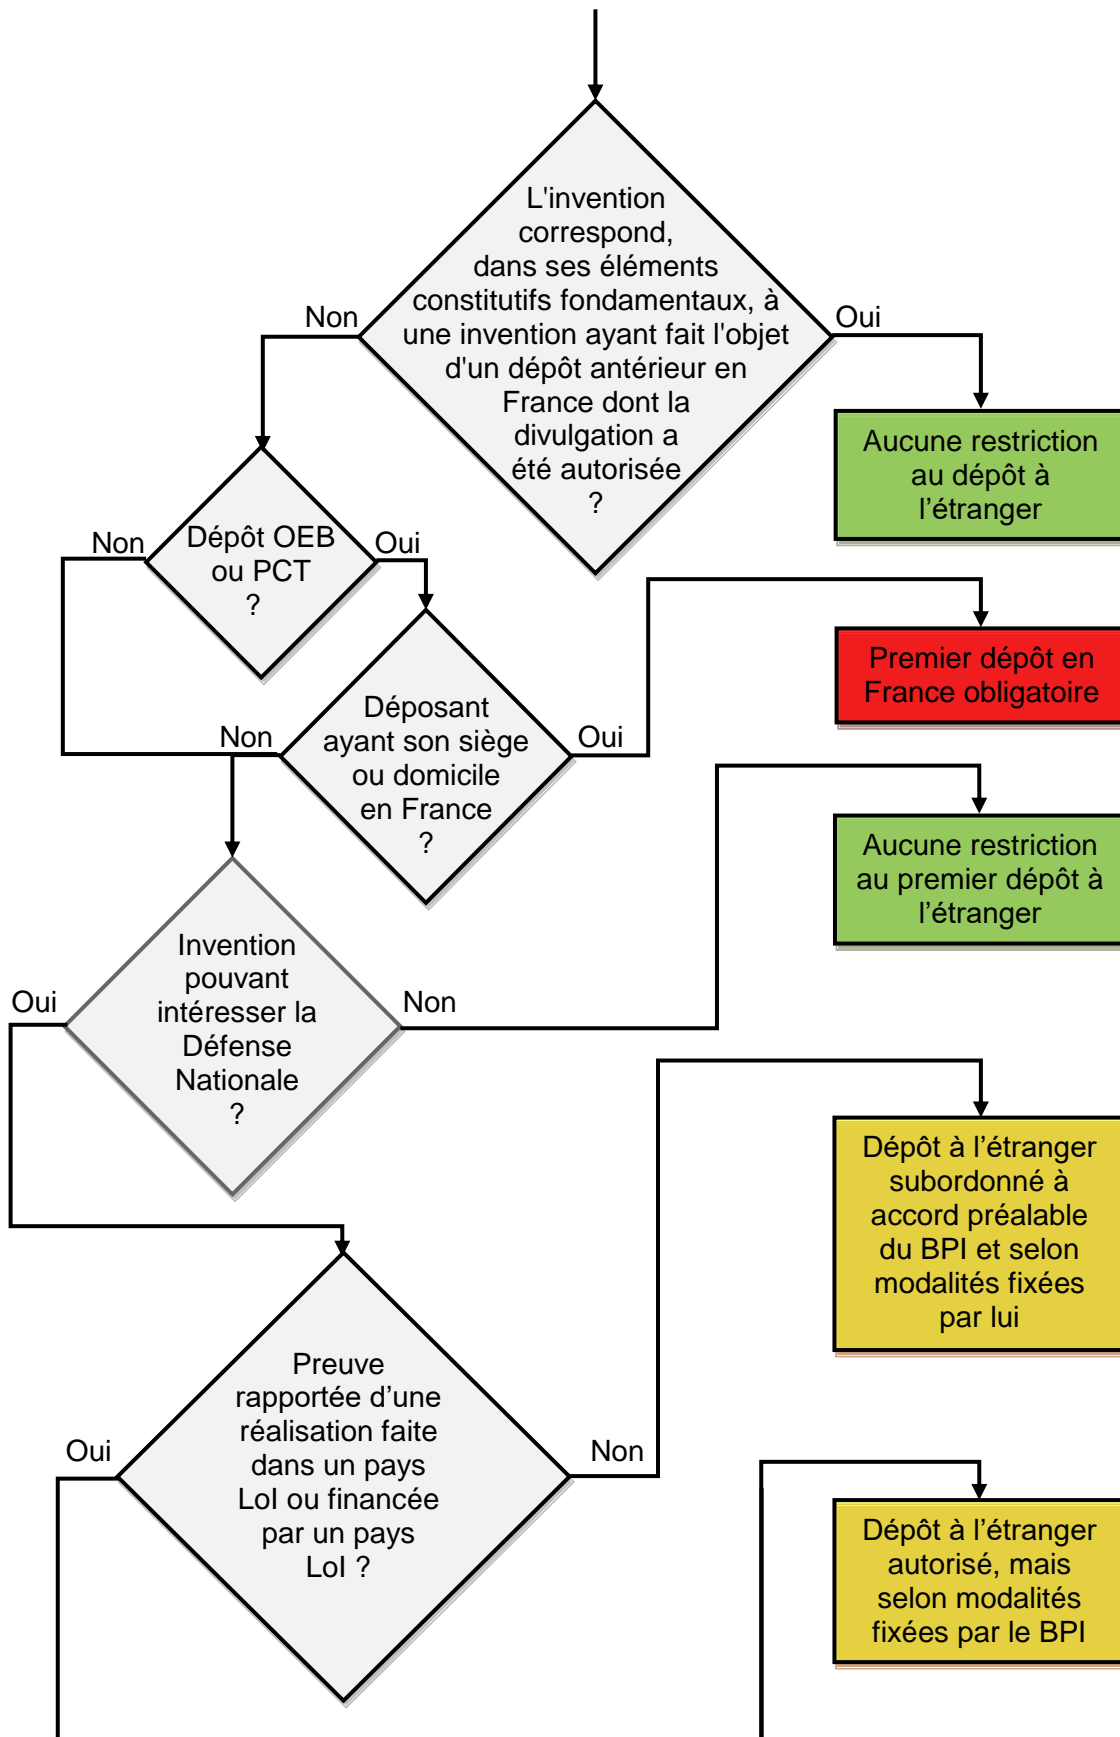 L'invention
correspond,
dans ses éléments
constitutifs fondamentaux, à
une invention ayant fait l'objet
d'un dépôt antérieur en
France dont la
divulgation a
été autorisée
?
Non
Oui
Aucune restriction
au dépôt à
l’étranger
Dépôt OEB
ou PCT
?
Non
Oui
Premier dépôt en
France obligatoire
Déposant
ayant son siège
ou domicile
en France
?
Non
Oui
Aucune restriction
au premier dépôt à
l’étranger
Invention
pouvant
intéresser la
Défense
Nationale
?
Oui
Non
Dépôt à l’étranger
subordonné à
accord préalable
du BPI et selon
modalités fixées
par lui
Preuve
rapportée d’une
réalisation faite
dans un pays
LoI ou financée
par un pays
LoI ?
Oui
Non
Dépôt à l’étranger
autorisé, mais
selon modalités
fixées par le BPI